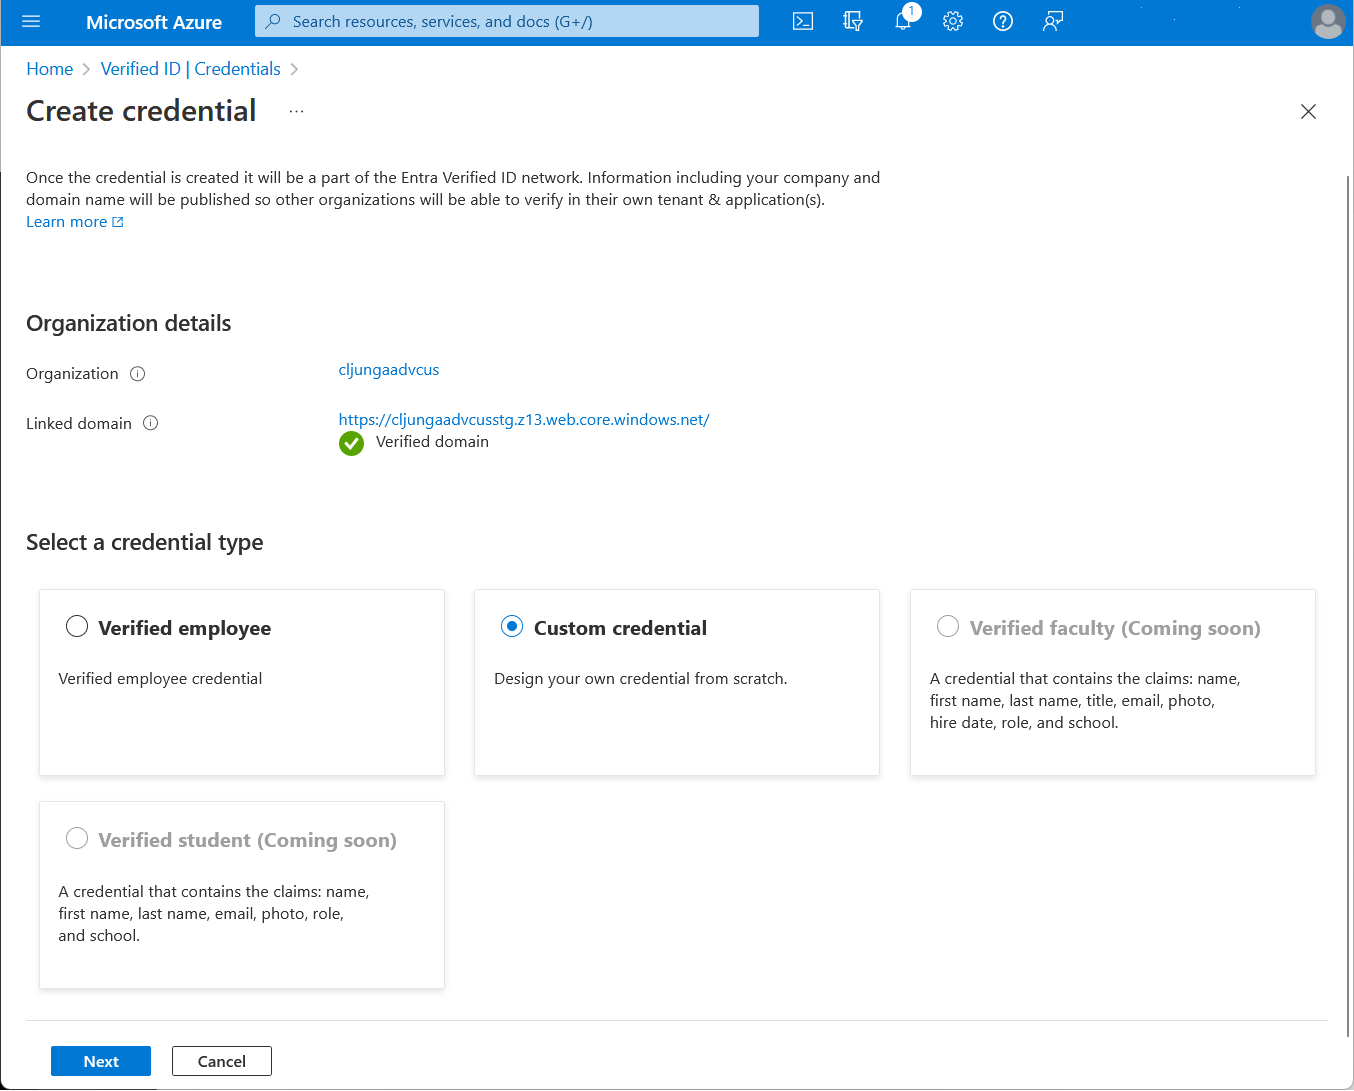 Microsoft Azure
Search resources, services, and docs (G+/)
1
Home > Verified ID | Credentials >
Create credential ...
Once the credential is created it will be a part of the Entra Verified ID network. Information including your company and
domain name will be published so other organizations will be able to verify in their own tenant & application(s).
Learn more
Organization details
Organization
cljungaadvcus
Linked domain
https://cljungaadvcusstg.z13.web.core.windows.net/
Verified domain
Select a credential type
Verified employee
Verified employee credential
Custom credential
Design your own credential from scratch.
Verified faculty (Coming soon)
A credential that contains the claims: name,
first name, last name, title, email, photo,
hire date, role, and school.
Verified student (Coming soon)
A credential that contains the claims: name,
first name, last name, email, photo, role,
and school.
Next
Cancel